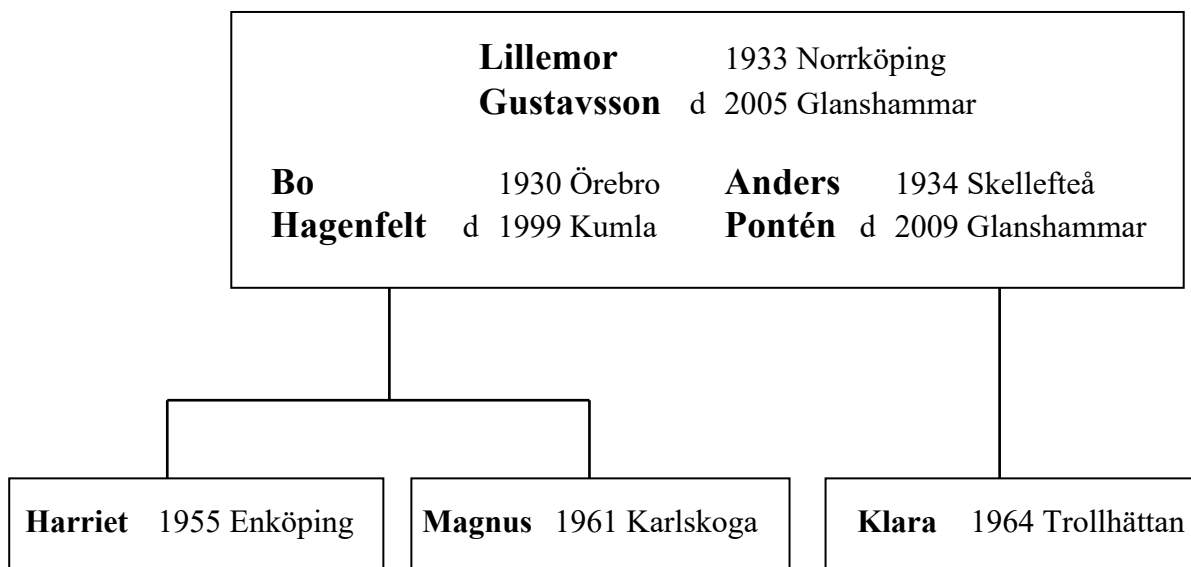 Lillemor 1933 Norrköping
Gustavsson d 2005 Glanshammar
Bo 1930 Örebro
Hagenfelt d 1999 Kumla
Anders 1934 Skellefteå
Pontén d 2009 Glanshammar
Harriet 1955 Enköping
Magnus 1961 Karlskoga
Klara 1964 Trollhättan